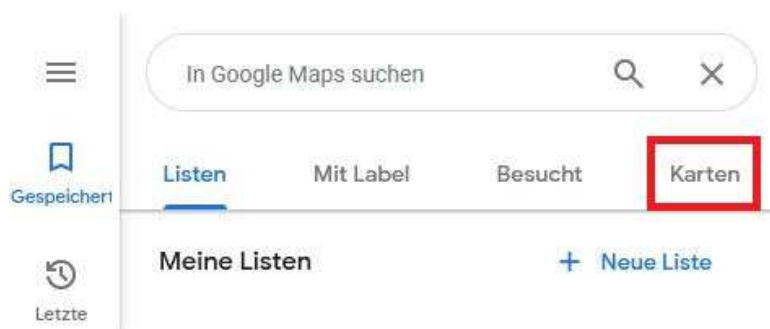 In Google Maps suchen
Gespeichert
Listen Mit Label Besucht Karten
Meine Listen + Neue Liste
Letzte